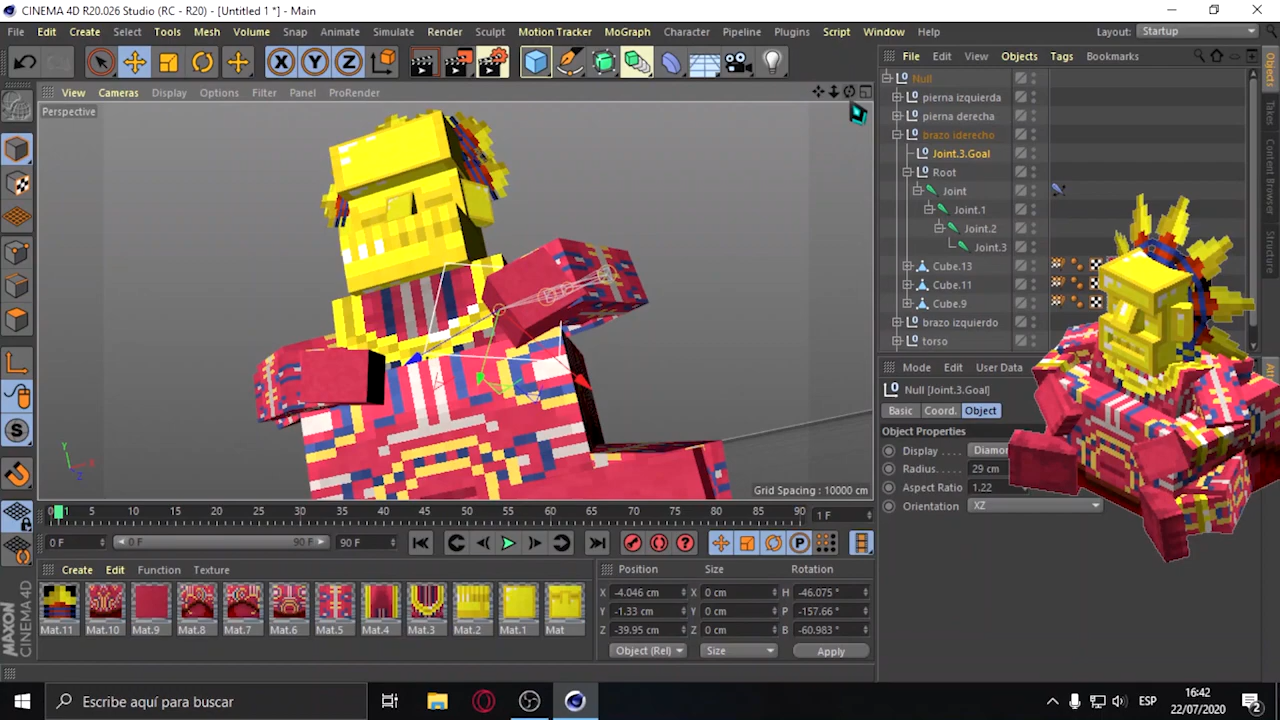 CINEMA 4D R20.026 Studio (RC - R20) - [Untitled 1 *] - Main
File Edit Create Select Tools Mesh Volume Snap Animate Simulate Render Sculpt Motion Tracker MoGraph Character Pipeline Plugins Script Window Help Layout: Startup
File Edit View Objects Tags Bookmarks
View Cameras Display Options Filter Panel ProRender
Perspective
Null
pierna izquierda
pierna derecha
brazo iderecho
Joint.3.Goal
Root
Joint
Joint.1
Joint.2
Joint.3
Cube.13
Cube.11
Cube.9
brazo izquierdo
torso
Objects
Takes
Content Browser
Structure
Mode Edit User Data
Null [Joint.3.Goal]
Basic Coord. Object
Object Properties
Display . . . . Diamon
Radius. . . . . 29 cm
Aspect Ratio 1.22
Orientation . . XZ
Grid Spacing : 10000 cm
0 1 5 10 15 20 25 30 35 40 45 50 55 60 65 70 75 80 85 90 1 F
0 F 0 F 90 F 90 F
Create Edit Function Texture
Mat.11 Mat.10 Mat.9 Mat.8 Mat.7 Mat.6 Mat.5 Mat.4 Mat.3 Mat.2 Mat.1 Mat
Position Size Rotation
X -4.046 cm X 0 cm H -46.075 °
Y -1.33 cm Y 0 cm P -157.66 °
Z -39.95 cm Z 0 cm B -60.983 °
Object (Rel) Size Apply
MAXON
CINEMA 4D
Escribe aquí para buscar
ESP
16:42
22/07/2020
2